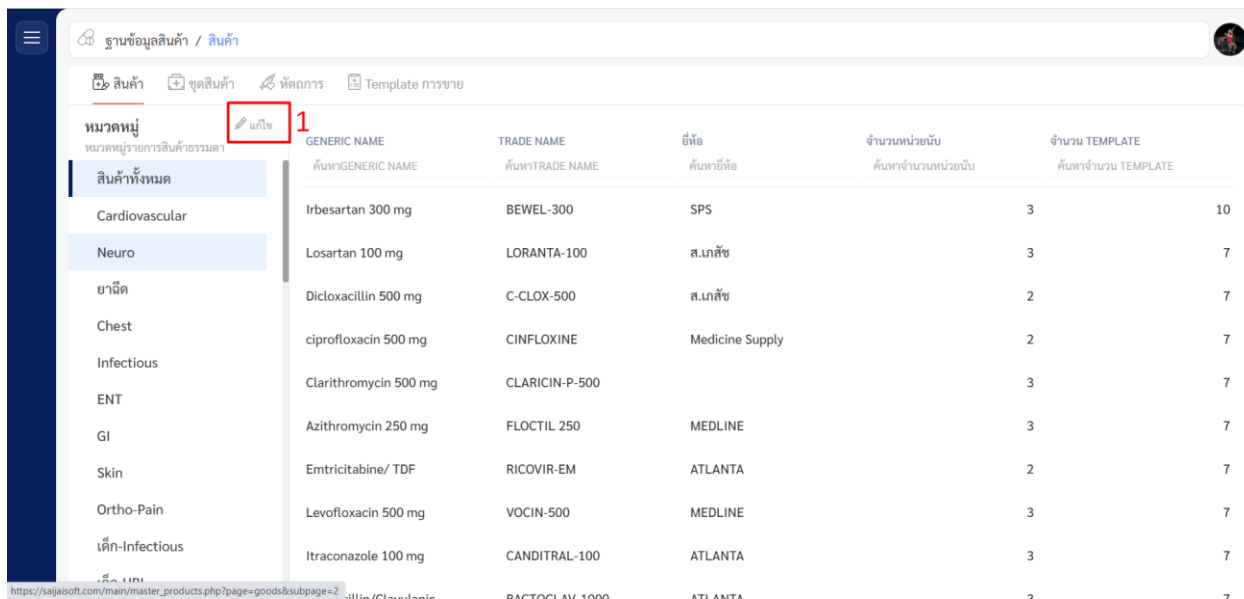 ฐานข้อมูลสินค้า / สินค้า
สินค้า ชุดสินค้า หัตถการ Template การขาย
หมวดหมู่ แก้ไข 1
หมวดหมู่รายการสินค้าธรรมดา
สินค้าทั้งหมด
Cardiovascular
Neuro
ยาฉีด
Chest
Infectious
ENT
GI
Skin
Ortho-Pain
เด็ก-Infectious
https://saijaisoft.com/main/master_products.php?page=goods&subpage=2
GENERIC NAME TRADE NAME ยี่ห้อ จำนวนหน่วยนับ จำนวน TEMPLATE
ค้นหาGENERIC NAME ค้นหาTRADE NAME ค้นหายี่ห้อ ค้นหาจำนวนหน่วยนับ ค้นหาจำนวน TEMPLATE
Irbesartan 300 mg BEWEL-300 SPS 3 10
Losartan 100 mg LORANTA-100 ส.เภสัช 3 7
Dicloxacillin 500 mg C-CLOX-500 ส.เภสัช 2 7
ciprofloxacin 500 mg CINFLOXINE Medicine Supply 2 7
Clarithromycin 500 mg CLARICIN-P-500 3 7
Azithromycin 250 mg FLOCTIL 250 MEDLINE 3 7
Emtricitabine/ TDF RICOVIR-EM ATLANTA 2 7
Levofloxacin 500 mg VOCIN-500 MEDLINE 3 7
Itraconazole 100 mg CANDITRAL-100 ATLANTA 3 7
BACTOCLAV-1000 ATLANTA 3 7